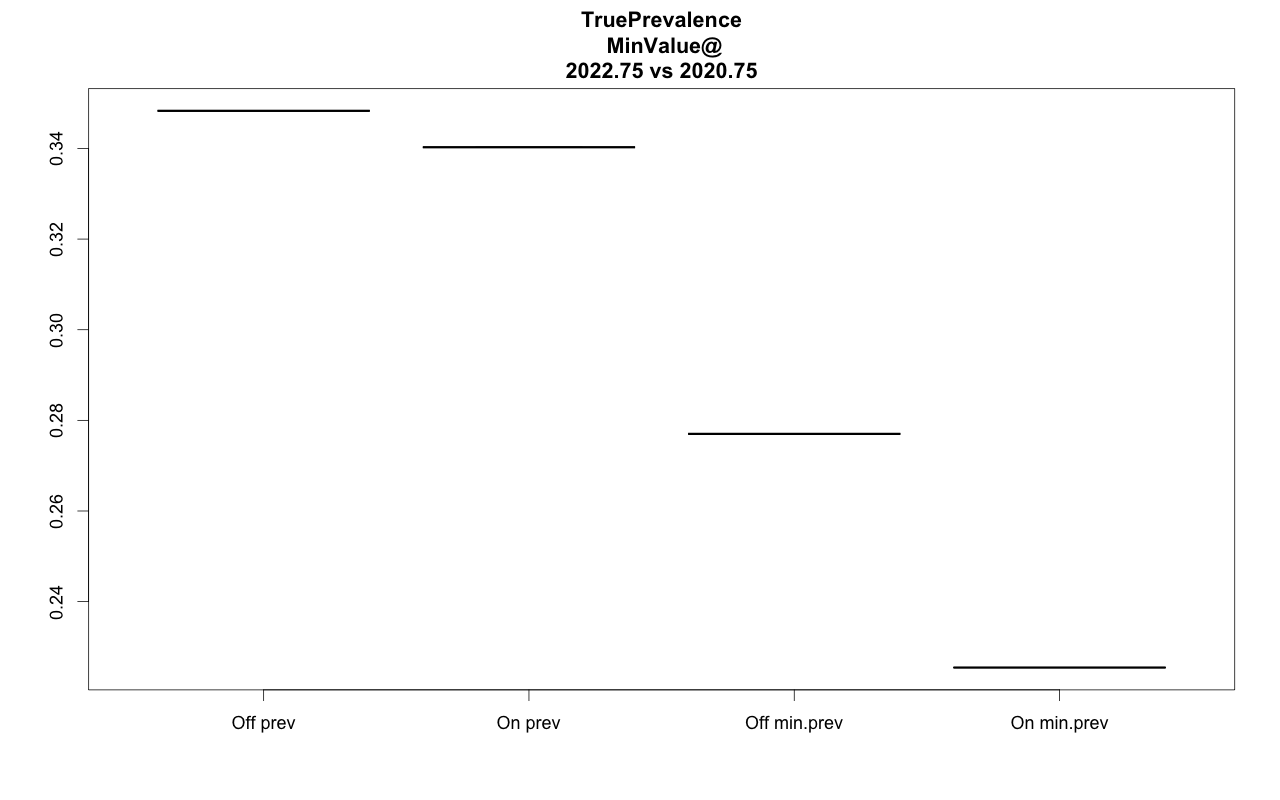 TruePrevalence
MinValue@
2022.75 vs 2020.75
0.34
0.32
0.30
0.28
0.26
0.24
Off prev
On prev
Off min.prev
On min.prev